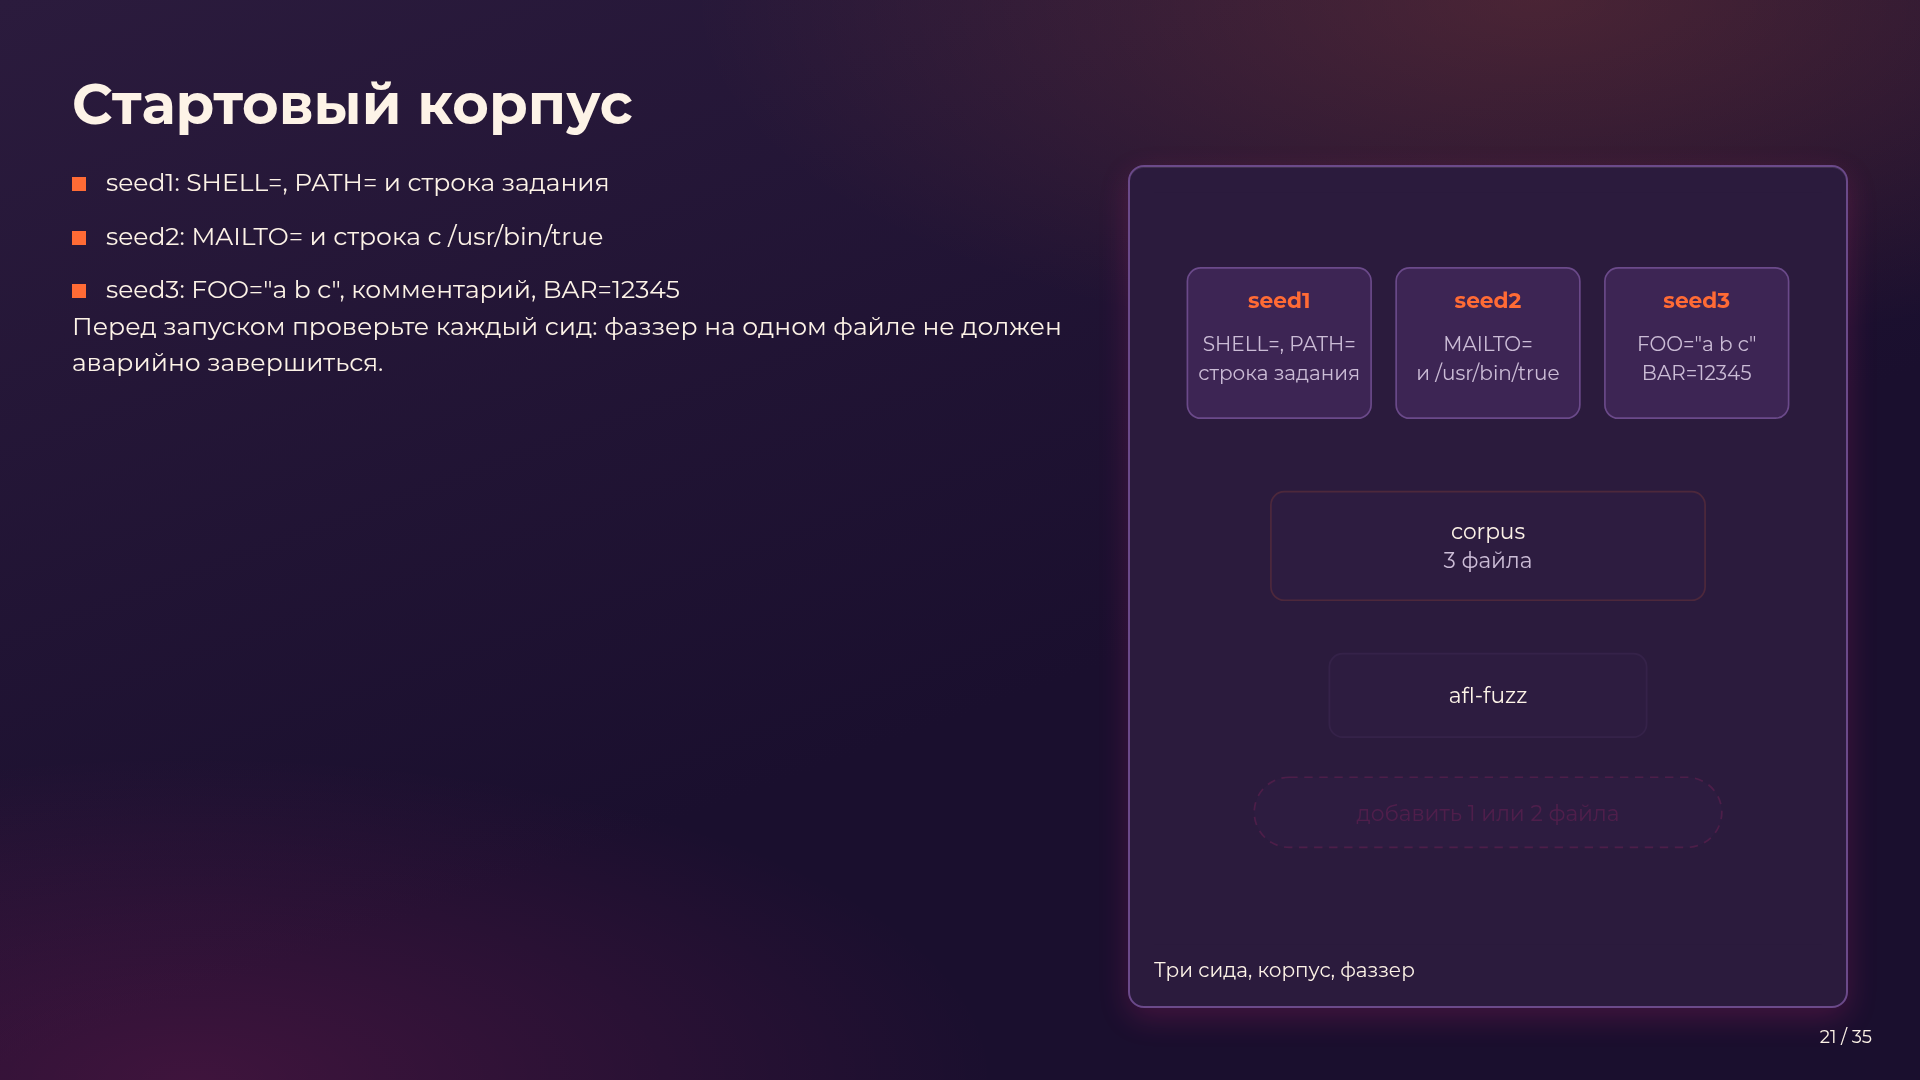 Стартовый корпус
seed1: SHELL=, PATH= и строка задания
seed2: MAILTO= и строка с /usr/bin/true
seed3: FOO="a b c", комментарий, BAR=12345
Перед запуском проверьте каждый сид: фаззер на одном файле не должен
аварийно завершиться.
seed1
SHELL=, PATH=
строка задания
seed2
MAILTO=
и /usr/bin/true
seed3
FOO="a b c"
BAR=12345
corpus
3 файла
afl-fuzz
добавить 1 или 2 файла
Три сида, корпус, фаззер
21 / 35